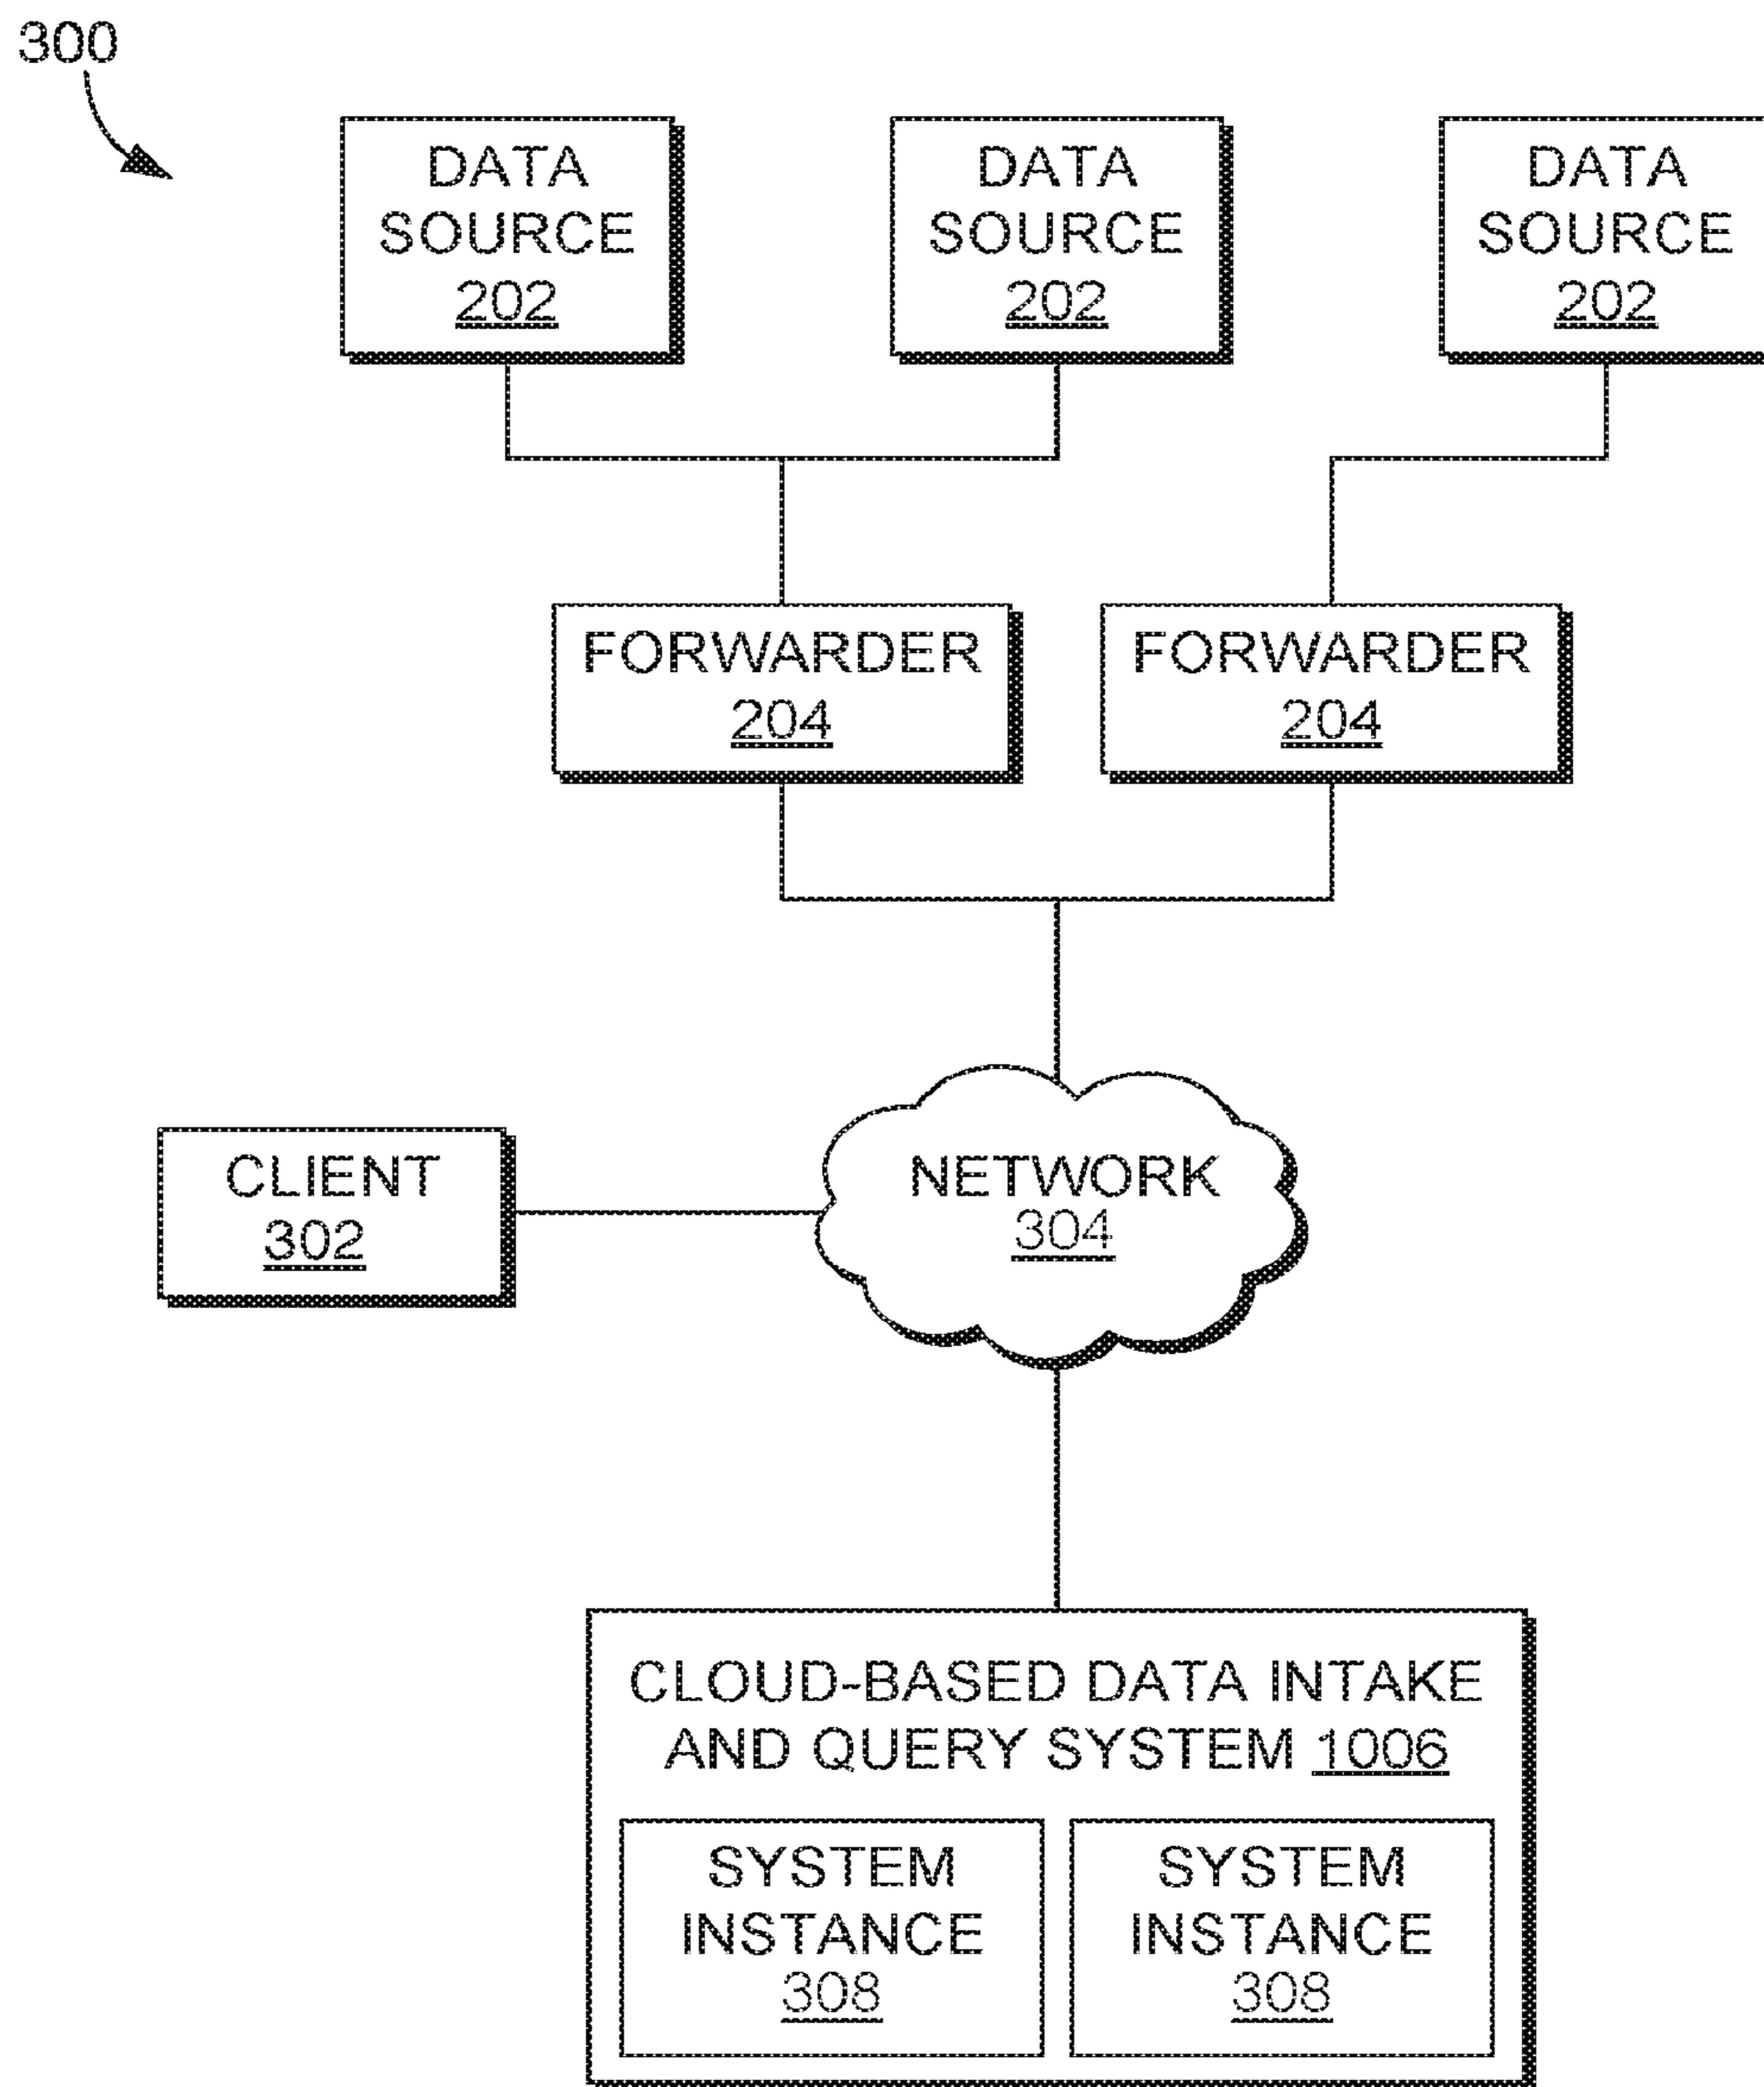 300
DATA
SOURCE
202
DATA
SOURCE
202
DATA
SOURCE
202
FORWARDER
204
FORWARDER
204
CLIENT
302
NETWORK
304
CLOUD-BASED DATA INTAKE
AND QUERY SYSTEM 1006
SYSTEM
INSTANCE
308
SYSTEM
INSTANCE
308